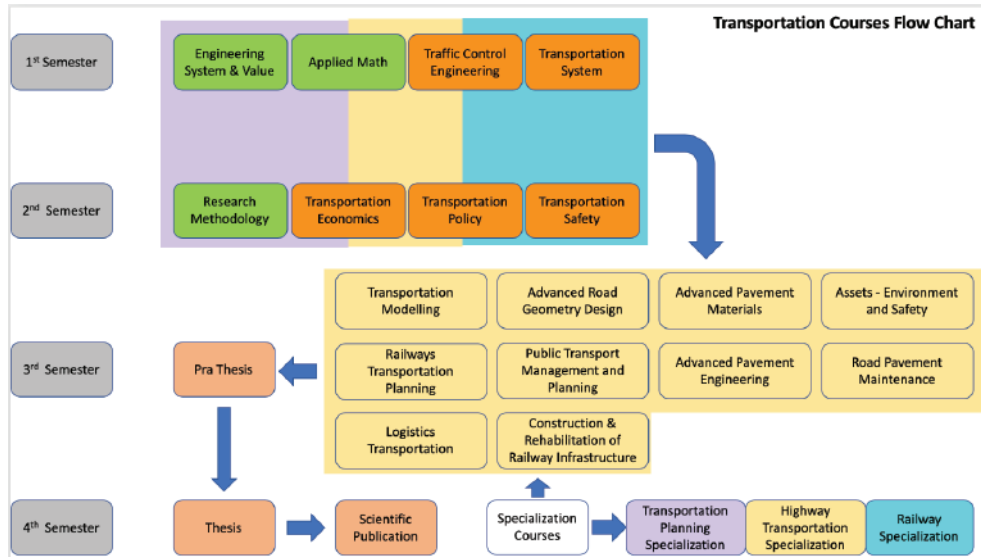 Transportation Courses Flow Chart
1st Semester
Engineering
System & Value
Applied Math
Traffic Control
Engineering
Transportation
System
2nd Semester
Research
Methodology
Transportation
Economics
Transportation
Policy
Transportation
Safety
Transportation
Modelling
Advanced Road
Geometry Design
Advanced Pavement
Materials
Assets - Environment
and Safety
3rd Semester
Pra Thesis
Railways
Transportation
Planning
Public Transport
Management and
Planning
Advanced Pavement
Engineering
Road Pavement
Maintenance
Logistics
Transportation
Construction &
Rehabilitation of
Railway Infrastructure
4th Semester
Thesis
Scientific
Publication
Specialization
Courses
Transportation
Planning
Specialization
Highway
Transportation
Specialization
Railway
Specialization